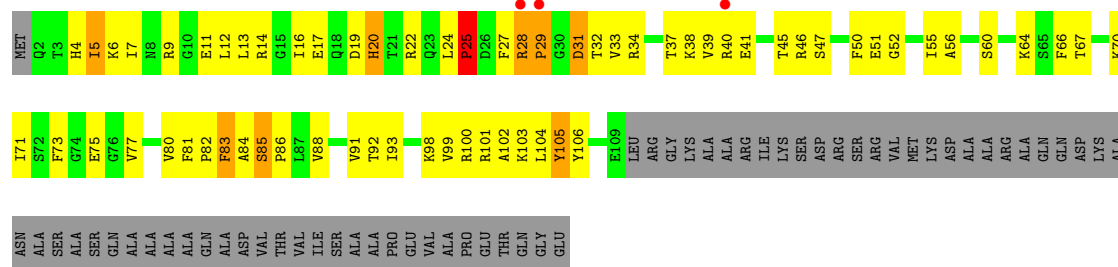 MET Q2 T3 H4 I5 K6 I7 N8 R9 G10 E11 L12 L13 R14 G15 I16 E17 Q18 D19 H20 T21 R22 Q23 L24 P25 D26 F27 R28 P29 G30 D31 T32 V33 R34 T37 K38 V39 R40 E41 T45 R46 S47 F50 E51 G52 I55 A56 S60 K64 S65 F66 T67 K70
I71 S72 F73 G74 E75 G76 V77 V80 F81 P82 F83 A84 S85 P86 L87 V88 V91 T92 I93 K98 V99 R100 R101 A102 K103 L104 Y105 Y106 E109 LEU ARG GLY LYS ALA ALA ARG ILE LYS SER ASP ARG SER ARG VAL MET LYS ASP ALA ALA ARG ALA GLN GLN ASP LYS ALA
ASN ALA SER ALA SER GLN ALA ALA ALA ALA GLN ALA ASP VAL THR VAL ILE SER ALA ALA PRO GLU VAL ALA PRO GLU THR GLN GLY GLU